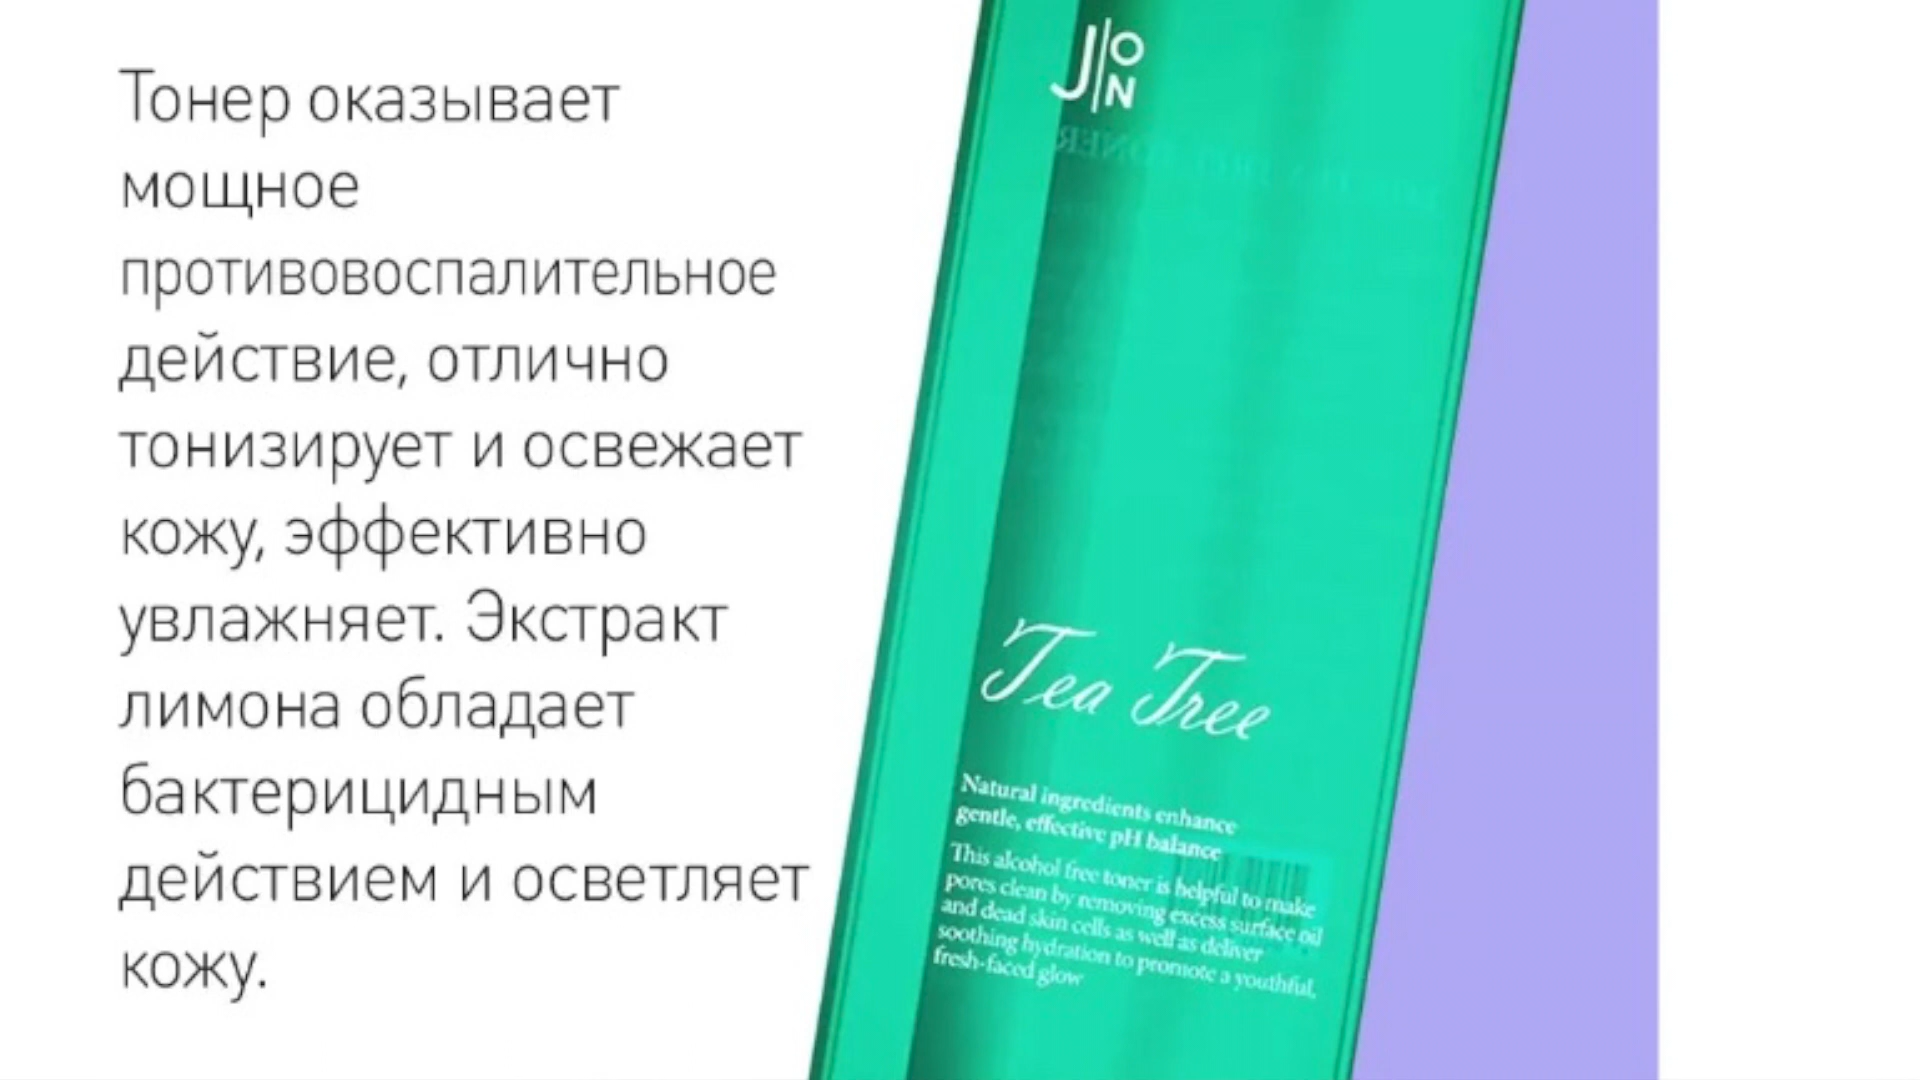 Тонер оказывает
мощное
противовоспалительное
действие, отлично
тонизирует и освежает
кожу, эффективно
увлажняет. Экстракт
лимона обладает
бактерицидным
действием и осветляет
кожу.
J|ON
Tea Tree
Natural ingredients enhance
gentle, effective pH balance
This alcohol free toner is helpful to make
pores clean by removing excess surface oil
and dead skin cells as well as deliver
soothing hydration to promote a youthful,
fresh-faced glow